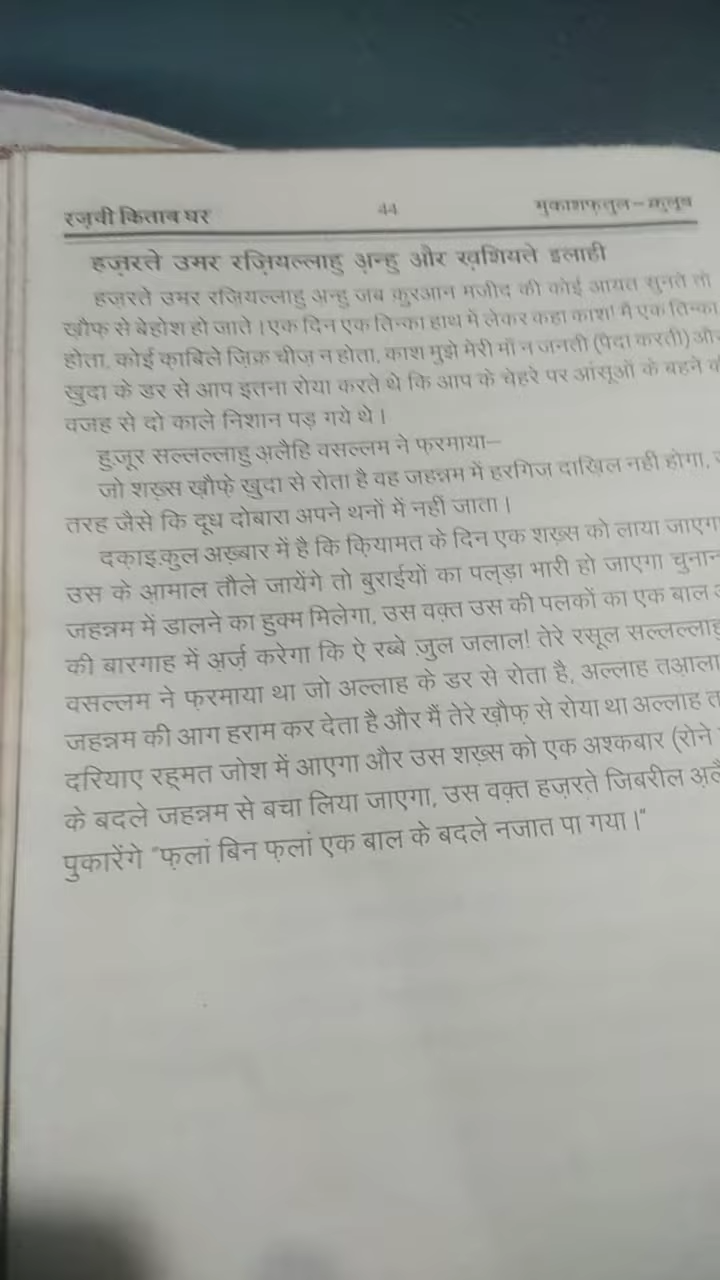 रज़वी किताब घर 44 मुकाशफ़तुल-क़ुलूब
हज़रते उमर रज़ियल्लाहु अ़न्हु और ख़शियते इलाही
हज़रते उमर रज़ियल्लाहु अन्हु जब क़ुरआन मजीद की कोई आयत सुनते तो
ख़ौफ़ से बेहोश हो जाते। एक दिन एक तिन्का हाथ में लेकर कहा काश! मैं एक तिन्का
होता, कोई क़ाबिले ज़िक्र चीज़ न होता, काश मुझे मेरी माँ न जनती (पैदा करती) और
ख़ुदा के डर से आप इतना रोया करते थे कि आप के चेहरे पर आंसूओं के बहने की
वजह से दो काले निशान पड़ गये थे।
हुज़ूर सल्लल्लाहु अ़लैहि वसल्लम ने फ़रमाया–
जो शख़्स ख़ौफ़े ख़ुदा से रोता है वह जहन्नम में हरगिज़ दाख़िल नहीं होगा,
तरह जैसे कि दूध दोबारा अपने थनों में नहीं जाता।
दक़ाइक़ुल अख़्बार में है कि क़ियामत के दिन एक शख़्स को लाया जाएगा
उस के आ़माल तौले जायेंगे तो बुराईयों का पल्ड़ा भारी हो जाएगा
जहन्नम में डालने का हुक्म मिलेगा, उस वक़्त उस की पलकों का एक बाल
की बारगाह में अ़र्ज़ करेगा कि ऐ रब्बे ज़ुल जलाल! तेरे रसूल सल्लल्लाहु
वसल्लम ने फ़रमाया था जो अल्लाह के डर से रोता है, अल्लाह तआ़ला
जहन्नम की आग हराम कर देता है और मैं तेरे ख़ौफ़ से रोया था अल्लाह
दरियाए रह़मत जोश में आएगा और उस शख़्स को एक अश्कबार (रोने
के बदले जहन्नम से बचा लिया जाएगा, उस वक़्त हज़रते जिबरील
पुकारेंगे "फ़लां बिन फ़लां एक बाल के बदले नजात पा गया।"